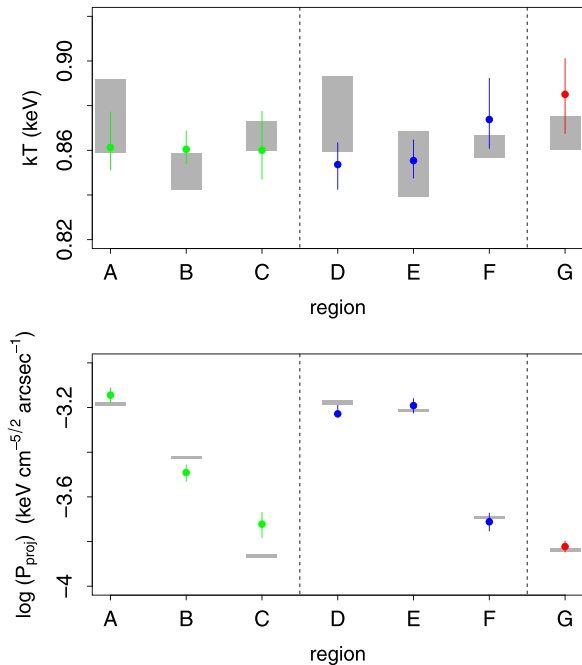 kT (keV)
0.90
0.86
0.82
A B C D E F G
region
log (P_proj) (keV cm^−5/2 arcsec^−1)
−3.2
−3.6
−4
A B C D E F G
region